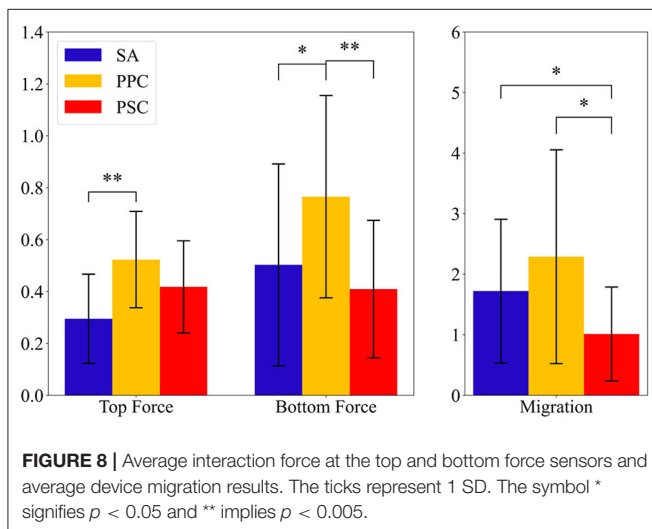 1.4
1.2
1.0
0.8
0.6
0.4
0.2
0.0
SA
PPC
PSC
**
*
**
Top Force
Bottom Force
6
5
4
3
2
1
0
*
*
Migration
FIGURE 8 | Average interaction force at the top and bottom force sensors and
average device migration results. The ticks represent 1 SD. The symbol *
signifies p < 0.05 and ** implies p < 0.005.